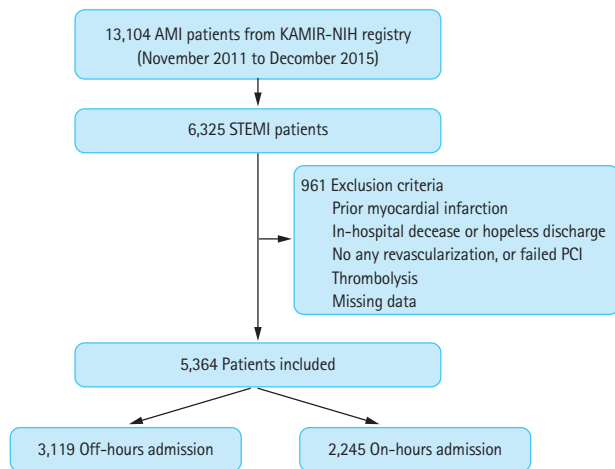 13,104 AMI patients from KAMIR-NIH registry
(November 2011 to December 2015)
6,325 STEMI patients
961 Exclusion criteria
Prior myocardial infarction
In-hospital decease or hopeless discharge
No any revascularization, or failed PCI
Thrombolysis
Missing data
5,364 Patients included
3,119 Off-hours admission
2,245 On-hours admission